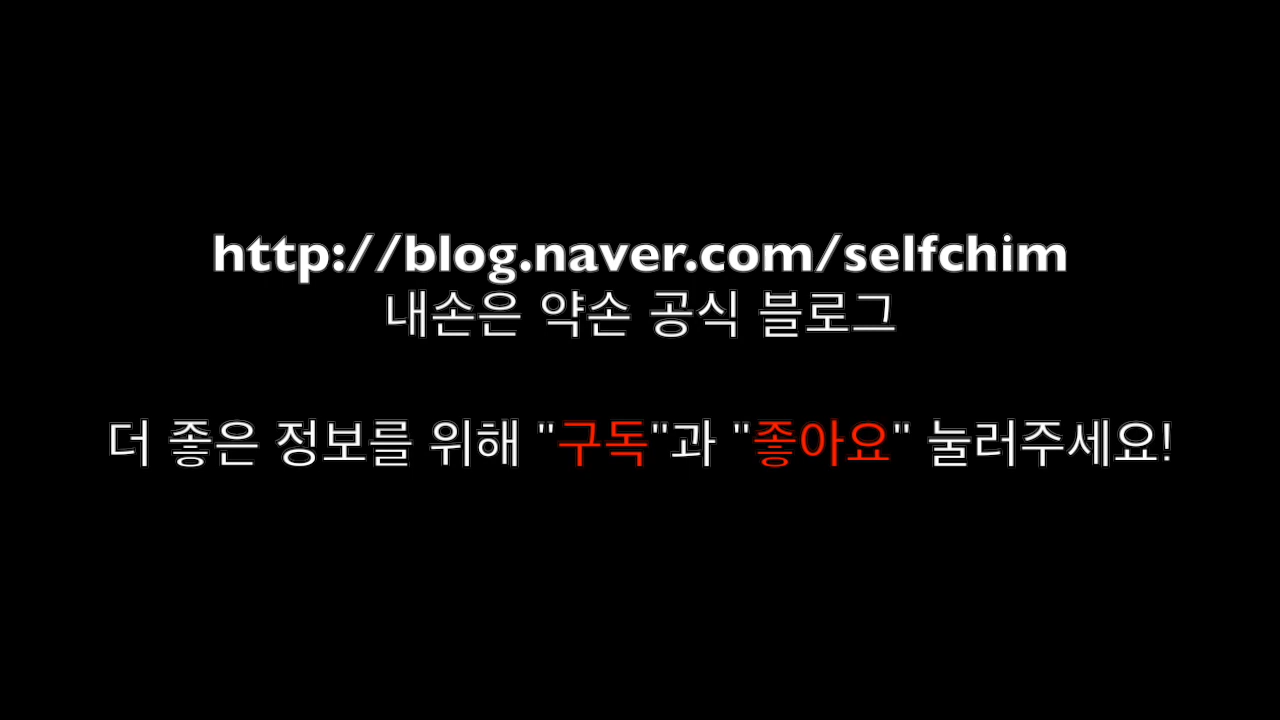 http://blog.naver.com/selfchim
내손은 약손 공식 블로그
더 좋은 정보를 위해 "구독"과 "좋아요" 눌러주세요!